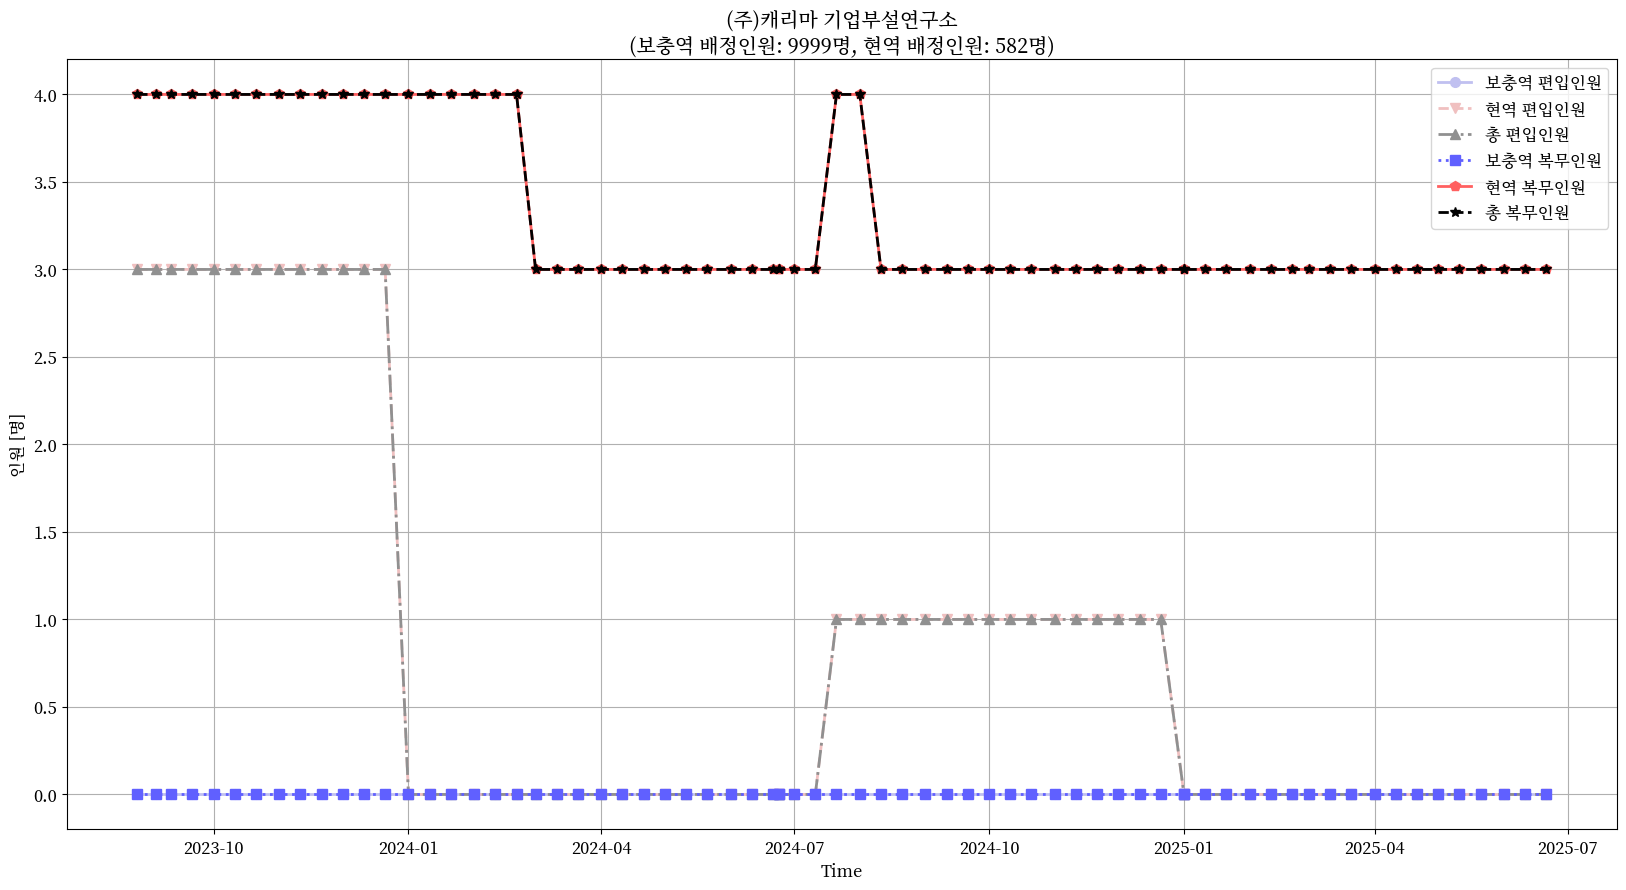 (주)캐리마 기업부설연구소
(보충역 배정인원: 9999명, 현역 배정인원: 582명)
보충역 편입인원
현역 편입인원
총 편입인원
보충역 복무인원
현역 복무인원
총 복무인원
인원 [명]
4.0
3.5
3.0
2.5
2.0
1.5
1.0
0.5
0.0
2023-10 2024-01 2024-04 2024-07 2024-10 2025-01 2025-04 2025-07
Time